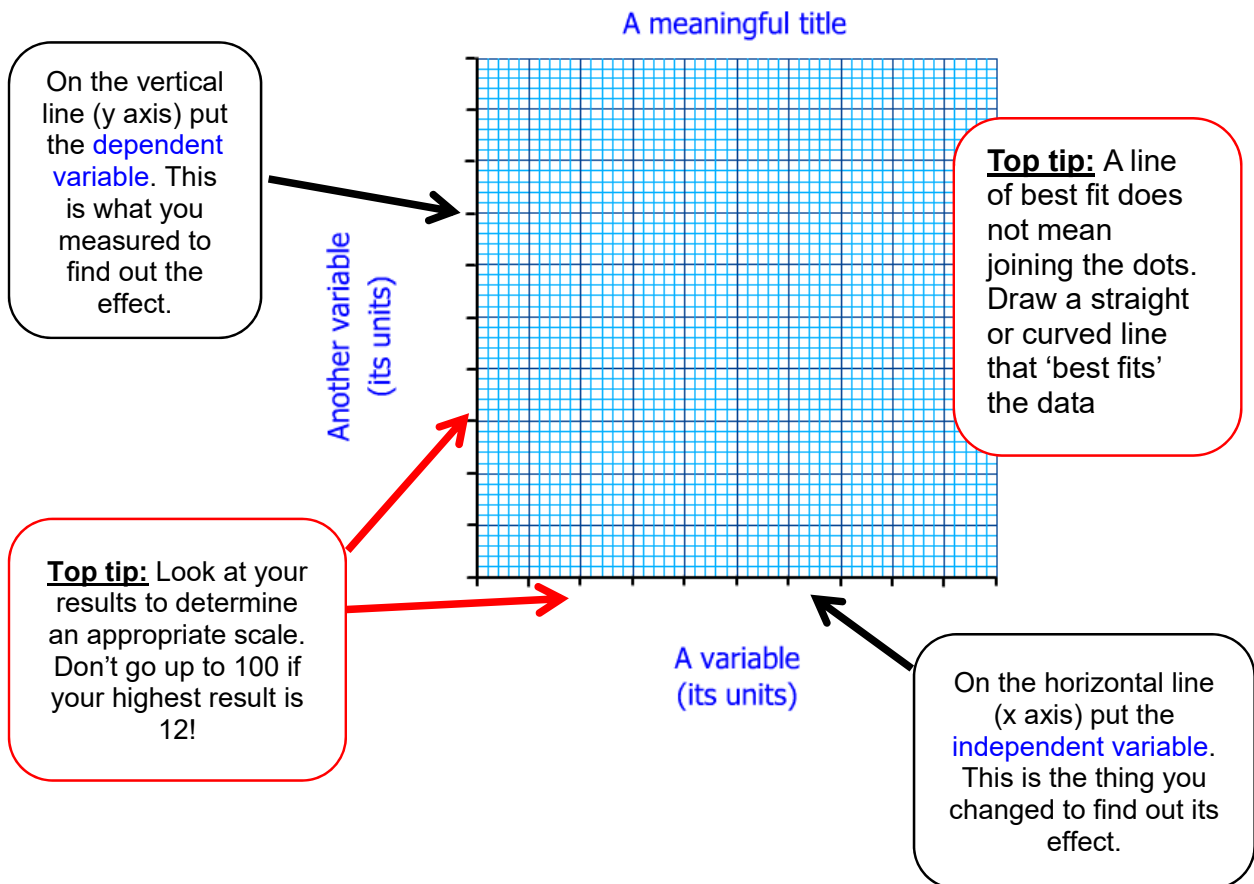 A meaningful title
On the vertical
line (y axis) put
the dependent
variable. This
is what you
measured to
find out the
effect.
Top tip: A line
of best fit does
not mean
joining the dots.
Draw a straight
or curved line
that ‘best fits’
the data
Another variable
(its units)
Top tip: Look at your
results to determine
an appropriate scale.
Don’t go up to 100 if
your highest result is
12!
A variable
(its units)
On the horizontal line
(x axis) put the
independent variable.
This is the thing you
changed to find out its
effect.